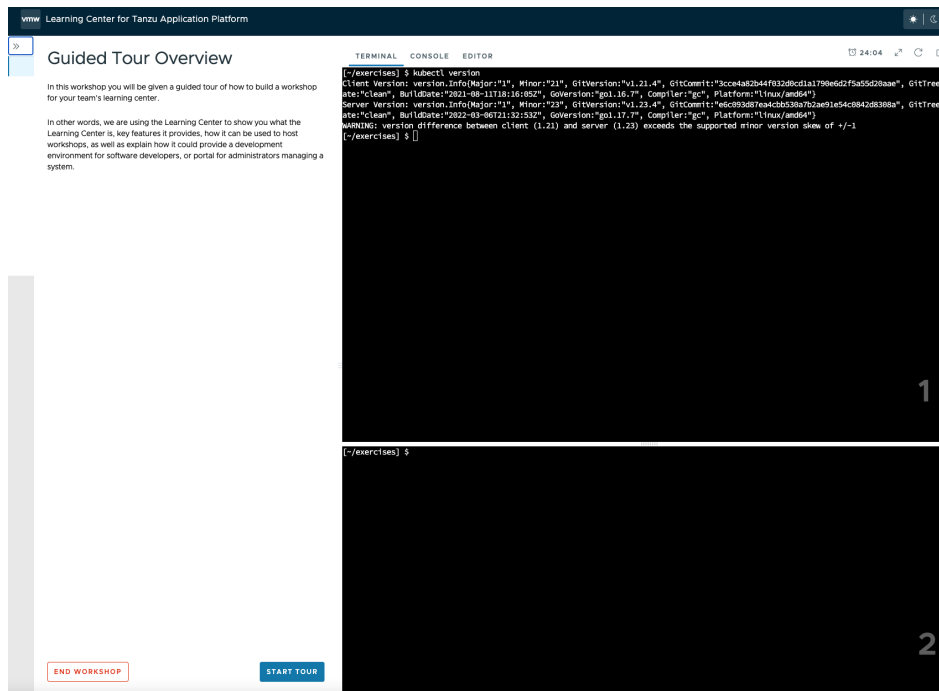 vmw Learning Center for Tanzu Application Platform
Guided Tour Overview
In this workshop you will be given a guided tour of how to build a workshop
for your team's learning center.
In other words, we are using the Learning Center to show you what the
Learning Center is, key features it provides, how it can be used to host
workshops, as well as explain how it could provide a development
environment for software developers, or portal for administrators managing a
system.
END WORKSHOP
START TOUR
TERMINAL CONSOLE EDITOR
24:04
[~/exercises] $ kubectl version
Client Version: version.Info{Major:"1", Minor:"21", GitVersion:"v1.21.4", GitCommit:"3cce4a82b44f032d0cd1a1790e6d2f5a55d20aae", GitTree
ate:"clean", BuildDate:"2021-08-11T18:16:05Z", GoVersion:"go1.16.7", Compiler:"gc", Platform:"linux/amd64"}
Server Version: version.Info{Major:"1", Minor:"23", GitVersion:"v1.23.4", GitCommit:"e6c093d87ea4cbb530a7b2ae91e54c0842d8308a", GitTree
ate:"clean", BuildDate:"2022-03-06T21:32:53Z", GoVersion:"go1.17.7", Compiler:"gc", Platform:"linux/amd64"}
WARNING: version difference between client (1.21) and server (1.23) exceeds the supported minor version skew of +/-1
[~/exercises] $
1
[~/exercises] $
2